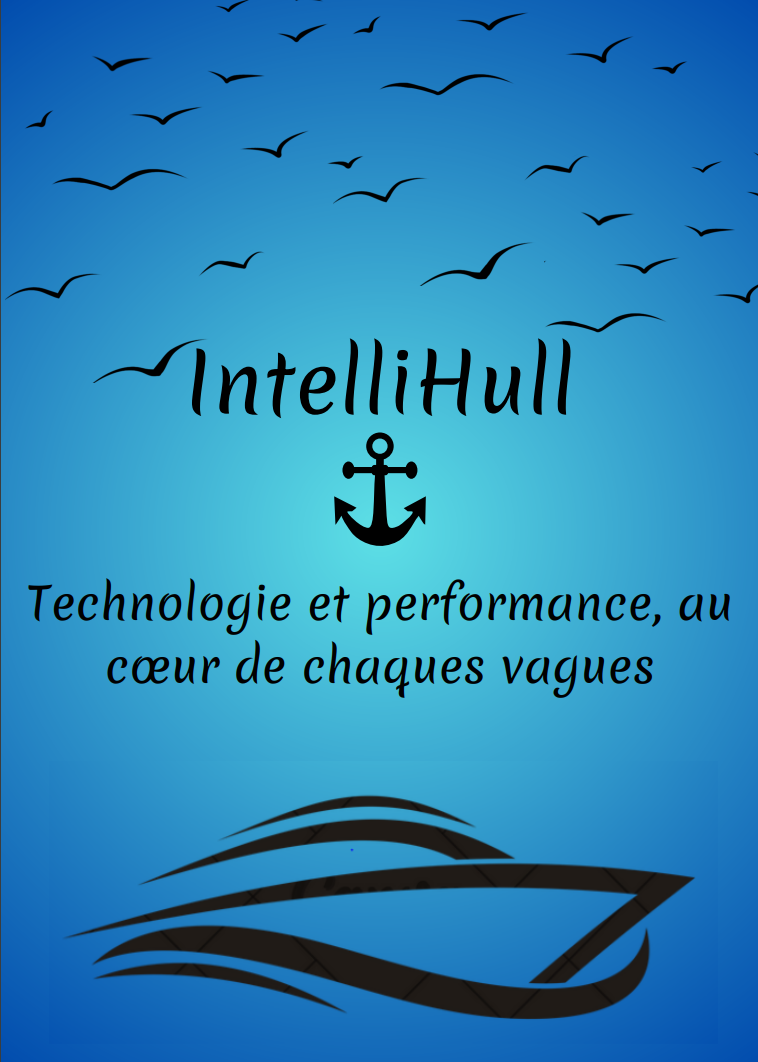 IntelliHull
Technologie et performance, au
cœur de chaques vagues